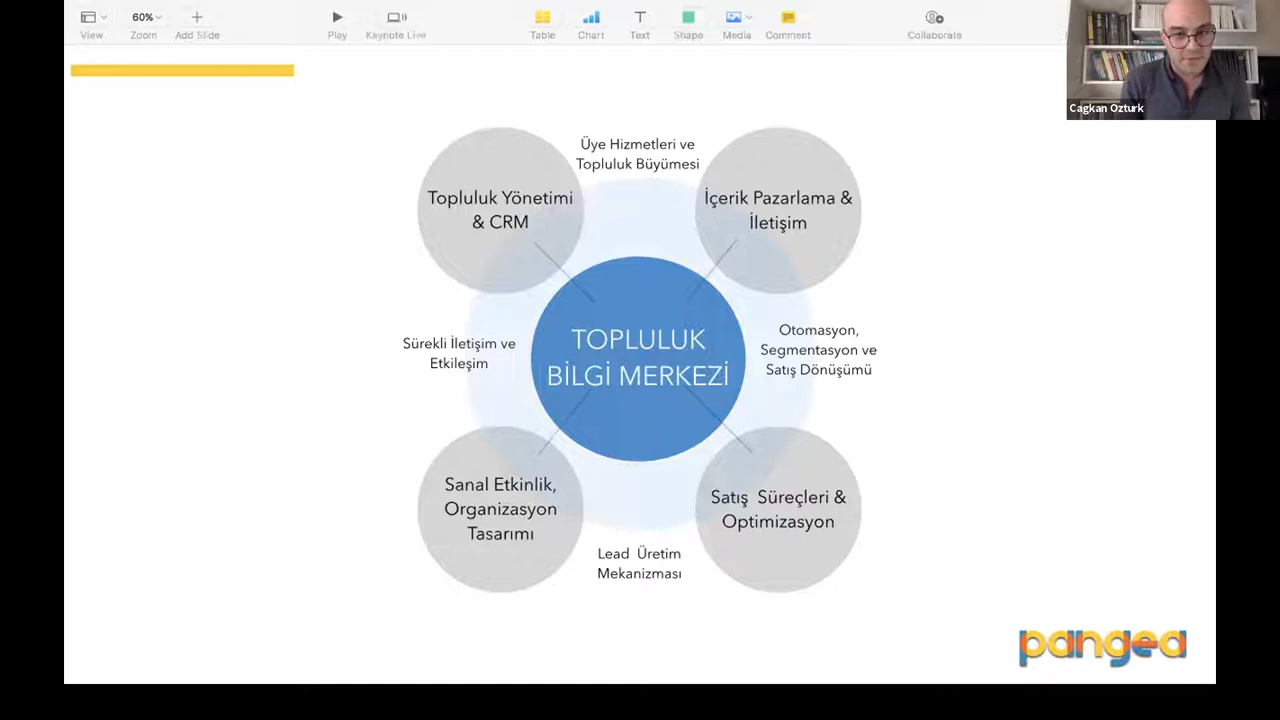 View
60%
Zoom
Add Slide
Play
Keynote Live
Table
Chart
Text
Shape
Media
Comment
Collaborate
Cagkan Ozturk
Üye Hizmetleri ve
Topluluk Büyümesi
Topluluk Yönetimi
& CRM
İçerik Pazarlama &
İletişim
Sürekli İletişim ve
Etkileşim
TOPLULUK
BİLGİ MERKEZİ
Otomasyon,
Segmentasyon ve
Satış Dönüşümü
Sanal Etkinlik,
Organizasyon
Tasarımı
Satış Süreçleri &
Optimizasyon
Lead Üretim
Mekanizması
pangea